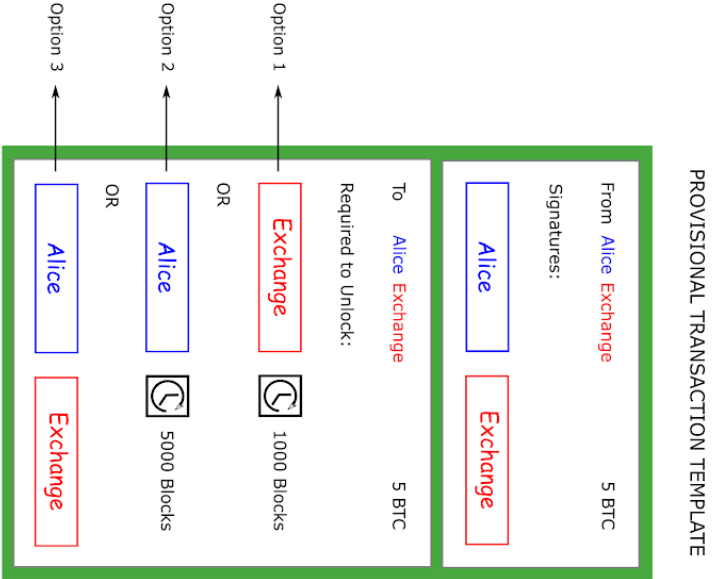 PROVISIONAL TRANSACTION TEMPLATE
From Alice Exchange 5 BTC
Signatures:
Alice Exchange
To Alice Exchange 5 BTC
Required to Unlock:
Option 1 Exchange 1000 Blocks
OR
Option 2 Alice 5000 Blocks
OR
Option 3 Alice Exchange